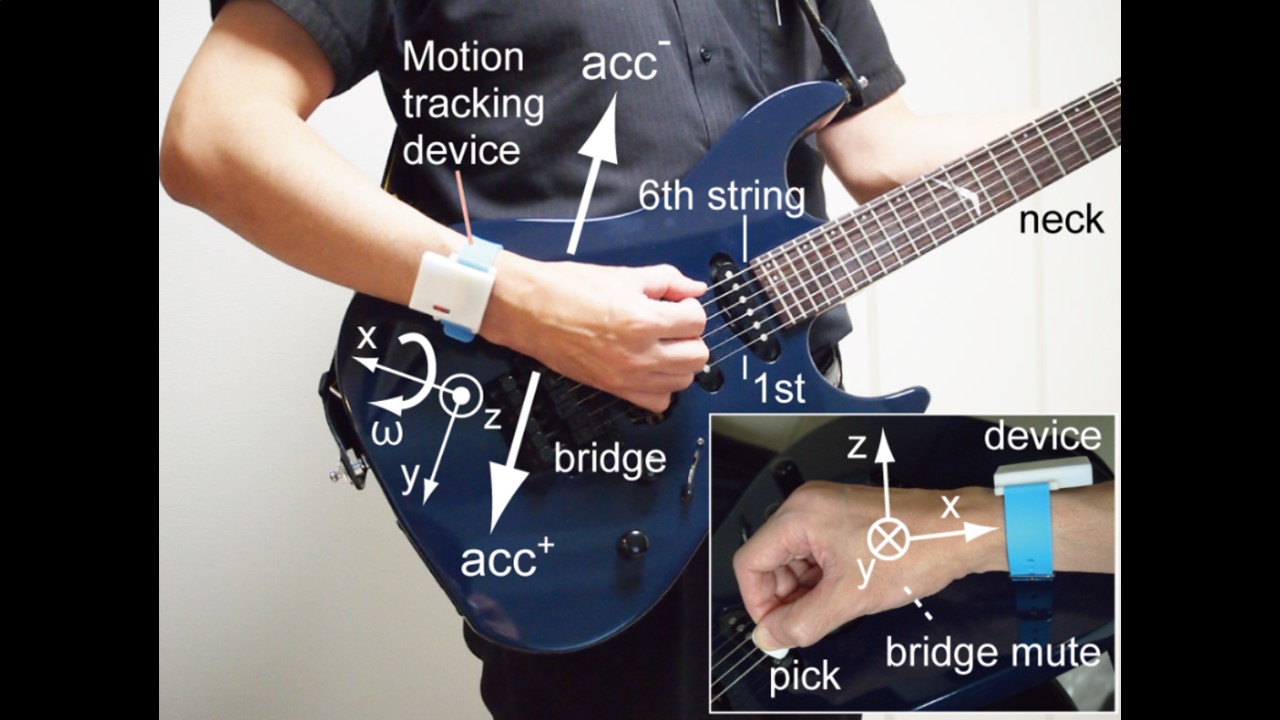 Motion
tracking
device
acc-
6th string
neck
x
ω
z
y
1st
bridge
acc+
device
z
x
y
bridge mute
pick